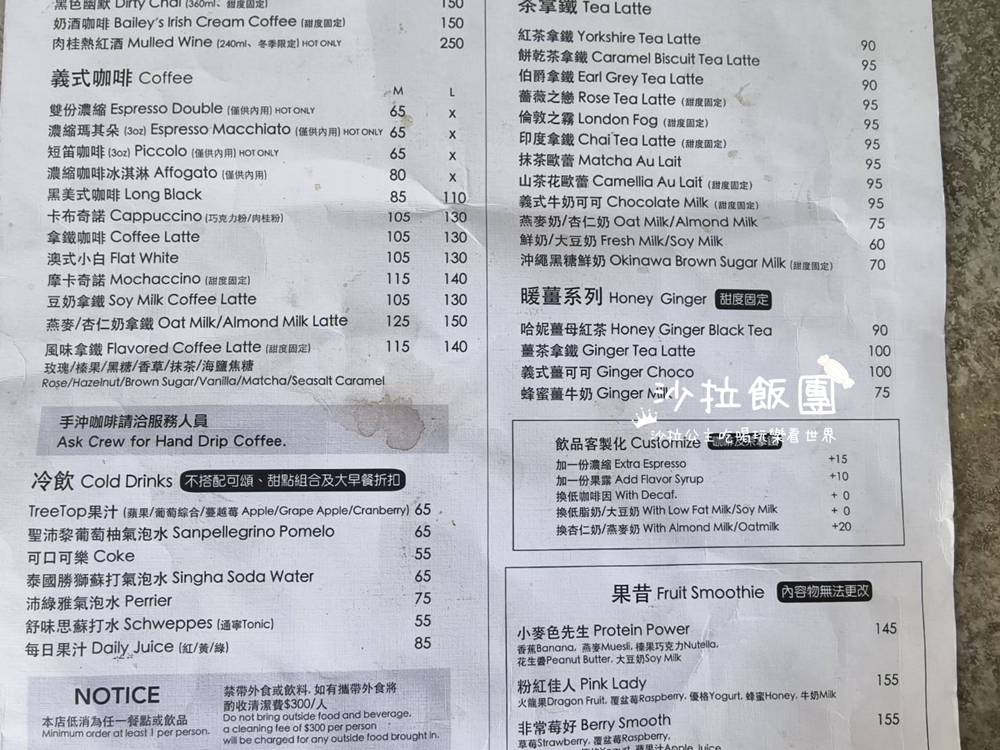 黑色幽默 Dirty Chai (360ml、甜度固定) 150
奶酒咖啡 Bailey's Irish Cream Coffee (甜度固定) 150
肉桂熱紅酒 Mulled Wine (240ml、冬季限定) HOT ONLY 250
義式咖啡 Coffee
M L
雙份濃縮 Espresso Double (僅供內用) HOT ONLY 65 x
濃縮瑪其朵 (3oz) Espresso Macchiato (僅供內用) HOT ONLY 65 x
短笛咖啡 (3oz) Piccolo (僅供內用) HOT ONLY 65 x
濃縮咖啡冰淇淋 Affogato (僅供內用) 80 x
黑美式咖啡 Long Black 85 110
卡布奇諾 Cappuccino (巧克力粉/肉桂粉) 105 130
拿鐵咖啡 Coffee Latte 105 130
澳式小白 Flat White 105 130
摩卡奇諾 Mochaccino (甜度固定) 115 140
豆奶拿鐵 Soy Milk Coffee Latte 105 130
燕麥/杏仁奶拿鐵 Oat Milk/Almond Milk Latte 125 150
風味拿鐵 Flavored Coffee Latte (甜度固定) 115 140
玫瑰/榛果/黑糖/香草/抹茶/海鹽焦糖
Rose/Hazelnut/Brown Sugar/Vanilla/Matcha/Seasalt Caramel
手沖咖啡請洽服務人員
Ask Crew for Hand Drip Coffee.
冷飲 Cold Drinks 不搭配可頌、甜點組合及大早餐折扣
TreeTop果汁 (蘋果/葡萄綜合/蔓越莓 Apple/Grape Apple/Cranberry) 65
聖沛黎葡萄柚氣泡水 Sanpellegrino Pomelo 65
可口可樂 Coke 55
泰國勝獅蘇打氣泡水 Singha Soda Water 65
沛綠雅氣泡水 Perrier 75
舒味思蘇打水 Schweppes (通寧Tonic) 55
每日果汁 Daily Juice (紅/黃/綠) 85
NOTICE
本店低消為任一餐點或飲品
Minimum order at least 1 per person.
禁帶外食或飲料, 如有攜帶外食將
酌收清潔費$300/人
Do not bring outside food and beverage,
a cleaning fee of $300 per person
will be charged for any outside food brought in.
茶拿鐵 Tea Latte
紅茶拿鐵 Yorkshire Tea Latte 90
餅乾茶拿鐵 Caramel Biscuit Tea Latte 95
伯爵拿鐵 Earl Grey Tea Latte 90
薔薇之戀 Rose Tea Latte (甜度固定) 95
倫敦之霧 London Fog (甜度固定) 95
印度拿鐵 Chai Tea Latte (甜度固定) 95
抹茶歐蕾 Matcha Au Lait 95
山茶花歐蕾 Camellia Au Lait (甜度固定) 95
義式牛奶可可 Chocolate Milk (甜度固定) 95
燕麥奶/杏仁奶 Oat Milk/Almond Milk 75
鮮奶/大豆奶 Fresh Milk/Soy Milk 60
沖繩黑糖鮮奶 Okinawa Brown Sugar Milk (甜度固定) 70
暖薑系列 Honey Ginger 甜度固定
哈妮薑母紅茶 Honey Ginger Black Tea 90
薑茶拿鐵 Ginger Tea Latte 100
義式薑可可 Ginger Choco 100
蜂蜜薑牛奶 Ginger Milk 75
沙拉飯團
沙拉公主吃喝玩樂看世界
飲品客製化 Customize
加一份濃縮 Extra Espresso +15
加一份果露 Add Flavor Syrup +10
換低咖啡因 With Decaf. + 0
換低脂奶/大豆奶 With Low Fat Milk/Soy Milk + 0
換杏仁奶/燕麥奶 With Almond Milk/Oatmilk +20
果昔 Fruit Smoothie 內容物無法更改
小麥色先生 Protein Power 145
香蕉Banana, 燕麥Muesli, 榛果巧克力Nutella,
花生醬Peanut Butter, 大豆奶Soy Milk
粉紅佳人 Pink Lady 155
火龍果Dragon Fruit, 覆盆莓Raspberry, 優格Yogurt, 蜂蜜Honey, 牛奶Milk
非常莓好 Berry Smooth 155
草莓Strawberry, 覆盆莓Raspberry,
蘋果汁Apple Juice